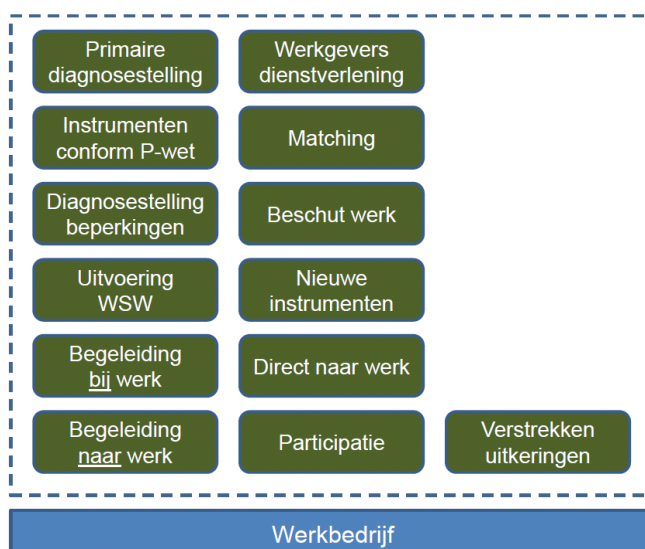 Primaire
diagnosestelling
Werkgevers
dienstverlening
Instrumenten
conform P-wet
Matching
Diagnosestelling
beperkingen
Beschut werk
Uitvoering
WSW
Nieuwe
instrumenten
Begeleiding
bij werk
Direct naar werk
Begeleiding
naar werk
Participatie
Verstrekken
uitkeringen
Werkbedrijf